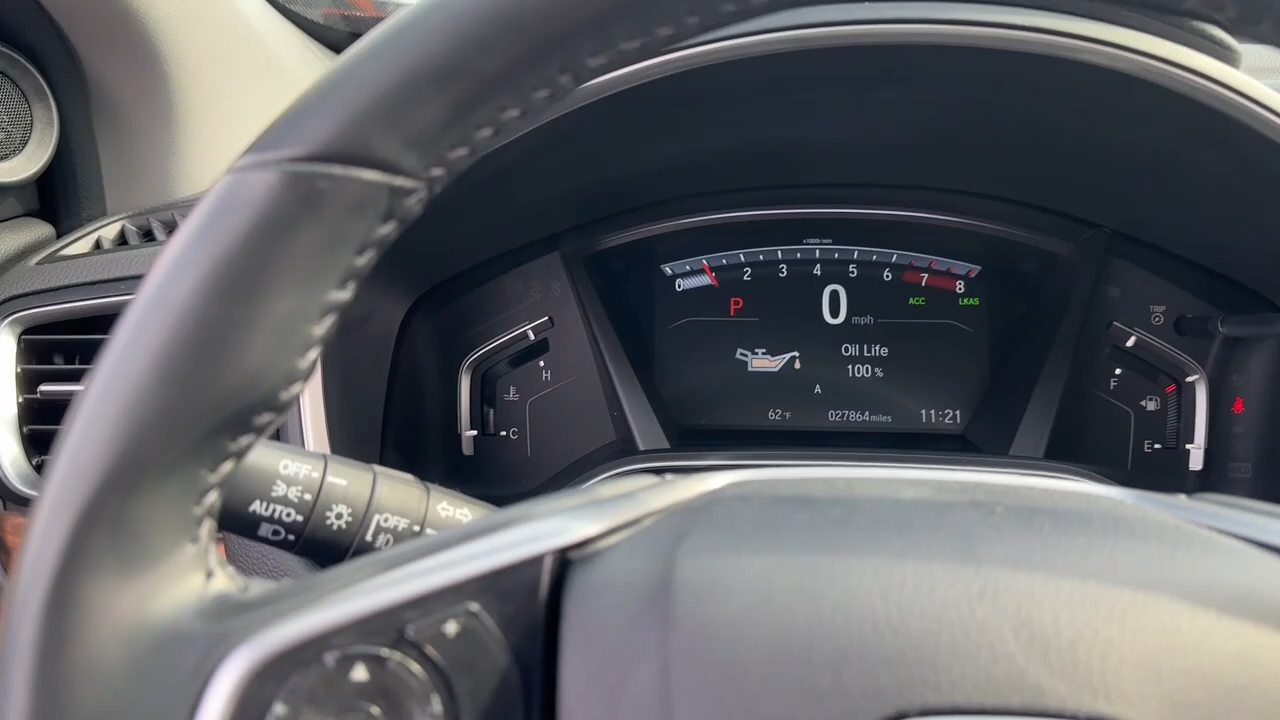 x1000r/min
0 2 3 4 5 6 7 8
P
0 mph
ACC
LKAS
Oil Life
100 %
A
62°F
027864 miles
11:21
H
C
TRIP
F
E
OFF
AUTO
OFF